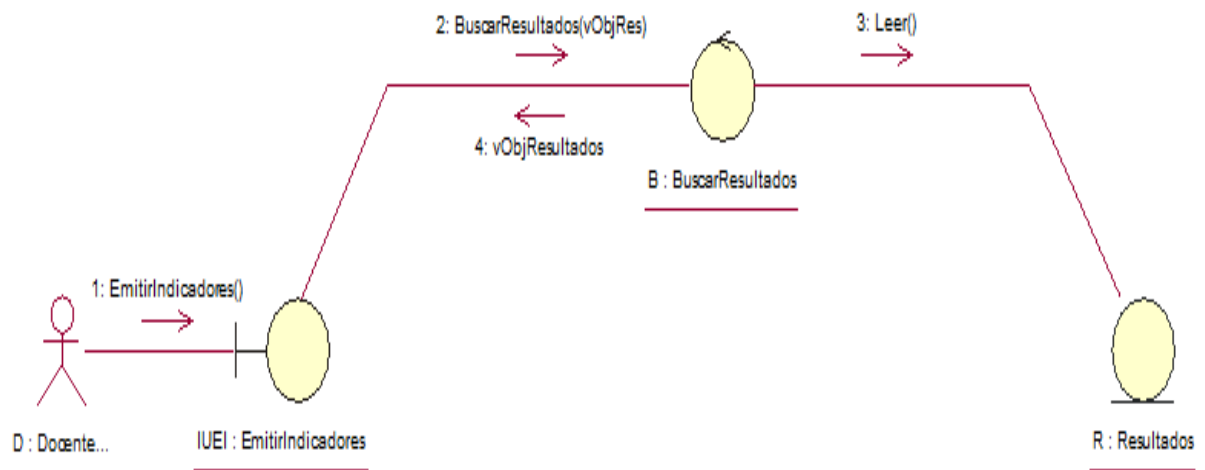 2: BuscarResultados(vObjRes)
3: Leer()
4: vObjResultados
B : BuscarResultados
1: EmitirIndicadores()
D : Docente...
IUEI : EmitirIndicadores
R : Resultados